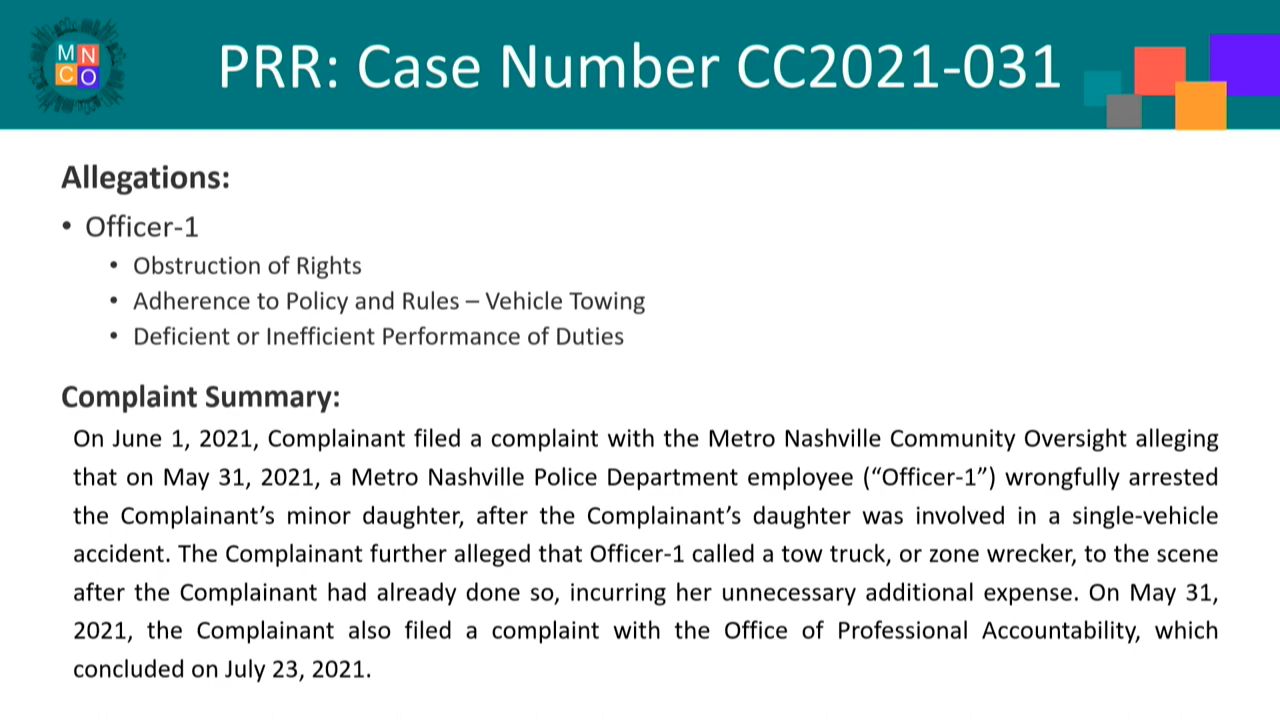 MN
CO
PRR: Case Number CC2021-031
Allegations:
• Officer-1
• Obstruction of Rights
• Adherence to Policy and Rules – Vehicle Towing
• Deficient or Inefficient Performance of Duties
Complaint Summary:
On June 1, 2021, Complainant filed a complaint with the Metro Nashville Community Oversight alleging
that on May 31, 2021, a Metro Nashville Police Department employee (“Officer-1”) wrongfully arrested
the Complainant’s minor daughter, after the Complainant’s daughter was involved in a single-vehicle
accident. The Complainant further alleged that Officer-1 called a tow truck, or zone wrecker, to the scene
after the Complainant had already done so, incurring her unnecessary additional expense. On May 31,
2021, the Complainant also filed a complaint with the Office of Professional Accountability, which
concluded on July 23, 2021.